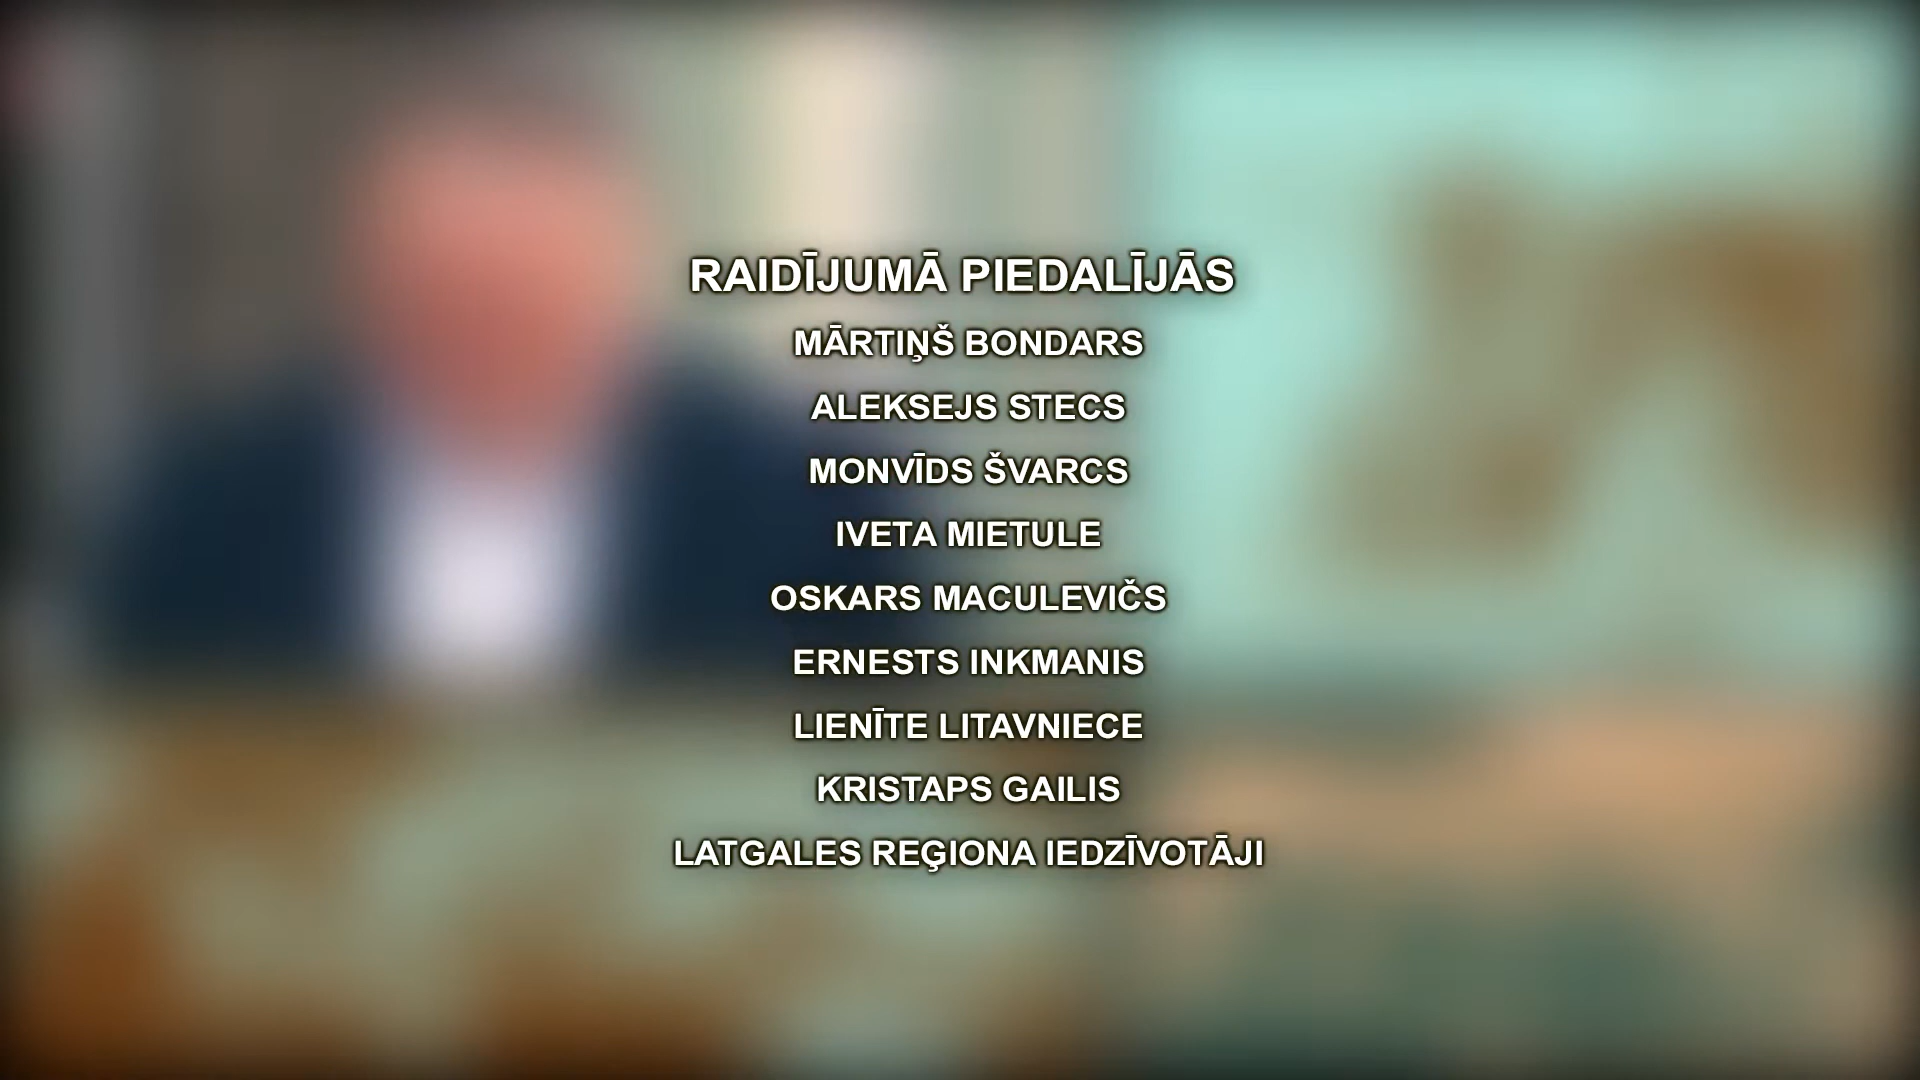 RAIDĪJUMĀ PIEDALĪJĀS
MĀRTIŅŠ BONDARS
ALEKSEJS STECS
MONVĪDS ŠVARCS
IVETA MIETULE
OSKARS MACULEVIČS
ERNESTS INKMANIS
LIENĪTE LITAVNIECE
KRISTAPS GAILIS
LATGALES REĢIONA IEDZĪVOTĀJI